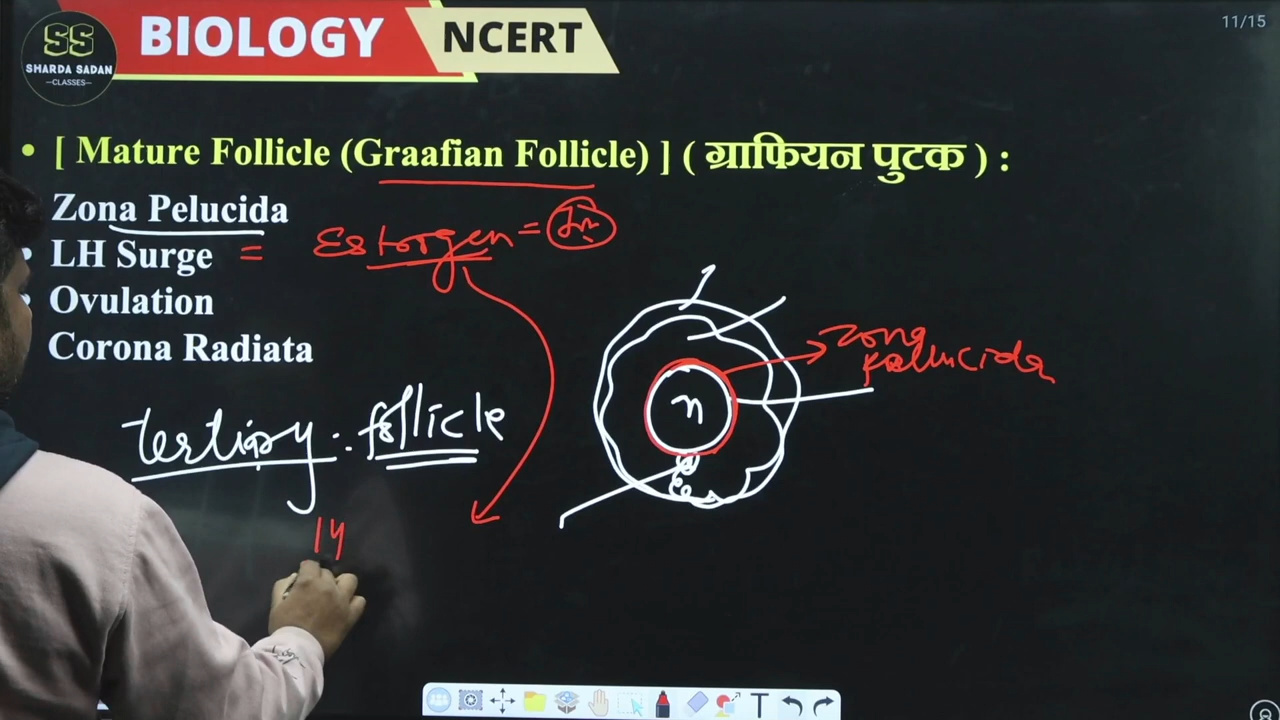 SS
SHARDA SADAN
—CLASSES—
BIOLOGY NCERT
11/15
• [ Mature Follicle (Graafian Follicle) ] ( ग्राफियन पुटक ) :
Zona Pelucida
• LH Surge = Estorgen =
• Ovulation
Corona Radiata
Zona
Pellucida
n
tertiary follicle
14
T